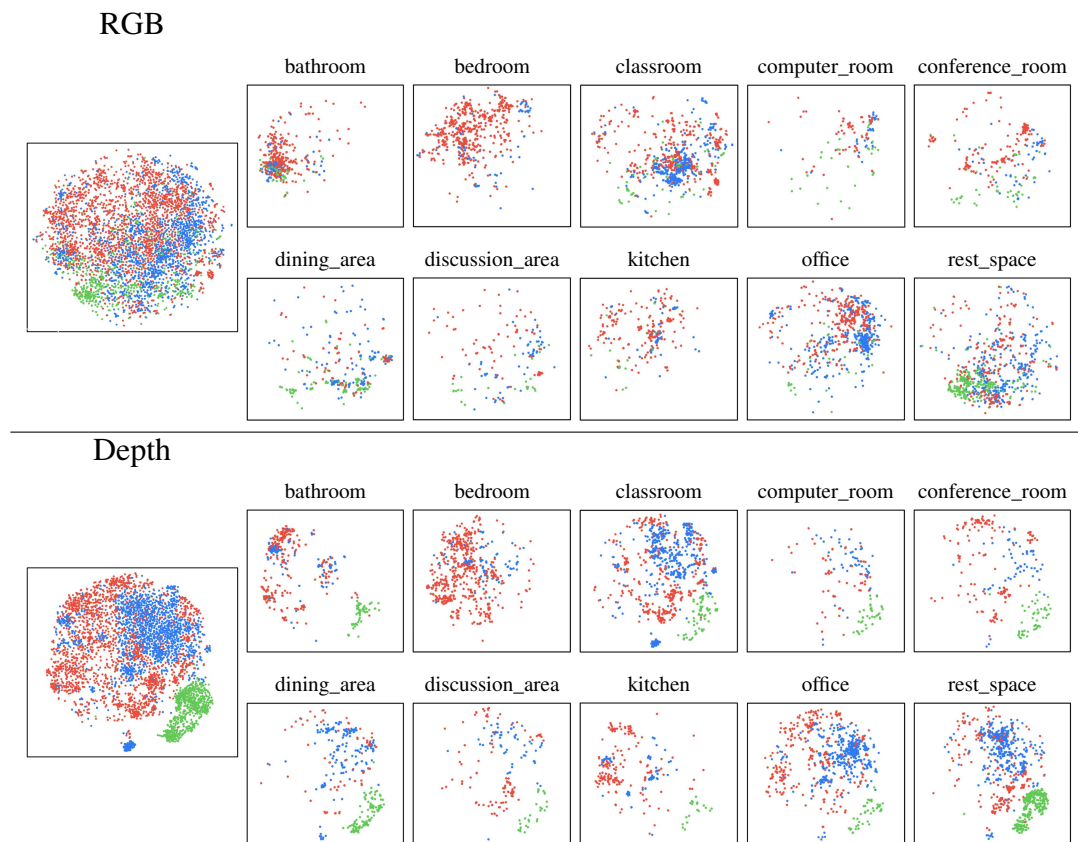 RGB
bathroom
bedroom
classroom
computer_room
conference_room
dining_area
discussion_area
kitchen
office
rest_space
Depth
bathroom
bedroom
classroom
computer_room
conference_room
dining_area
discussion_area
kitchen
office
rest_space